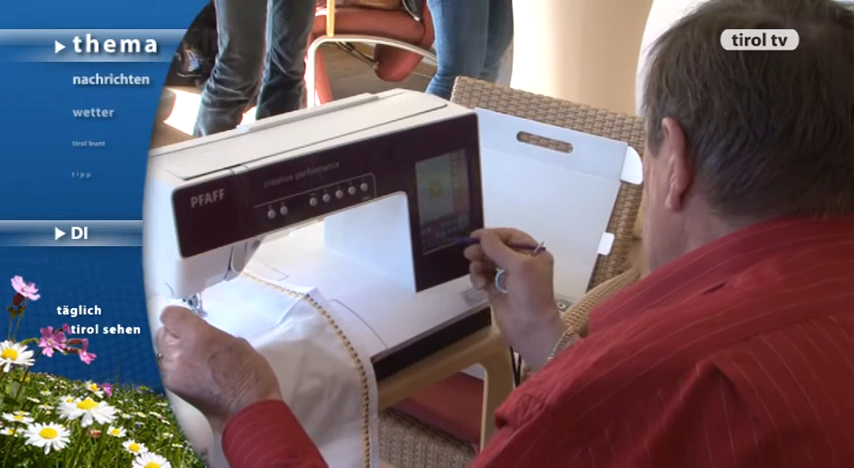 thema
nachrichten
wetter
tirol bunt
tipp
DI
täglich
tirol sehen
tirol tv
PFAFF
creative performance